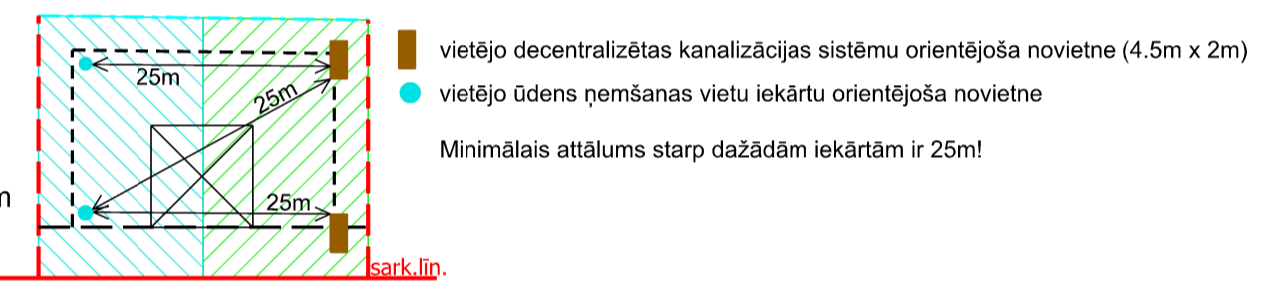 25m
25m
25m
m
sark.līn.
vietējo decentralizētas kanalizācijas sistēmu orientējoša novietne (4.5m x 2m)
vietējo ūdens ņemšanas vietu iekārtu orientējoša novietne
Minimālais attālums starp dažādām iekārtām ir 25m!